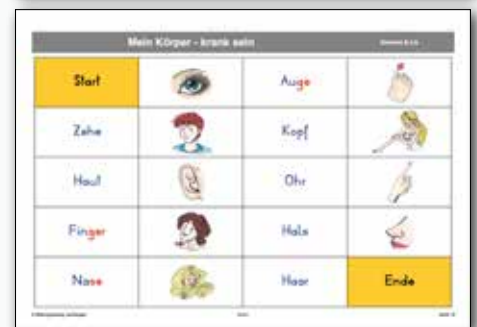 Mein Körper - krank sein
Start
Auge
Zehe
Kopf
Haut
Ohr
Finger
Hals
Nase
Haar
Ende